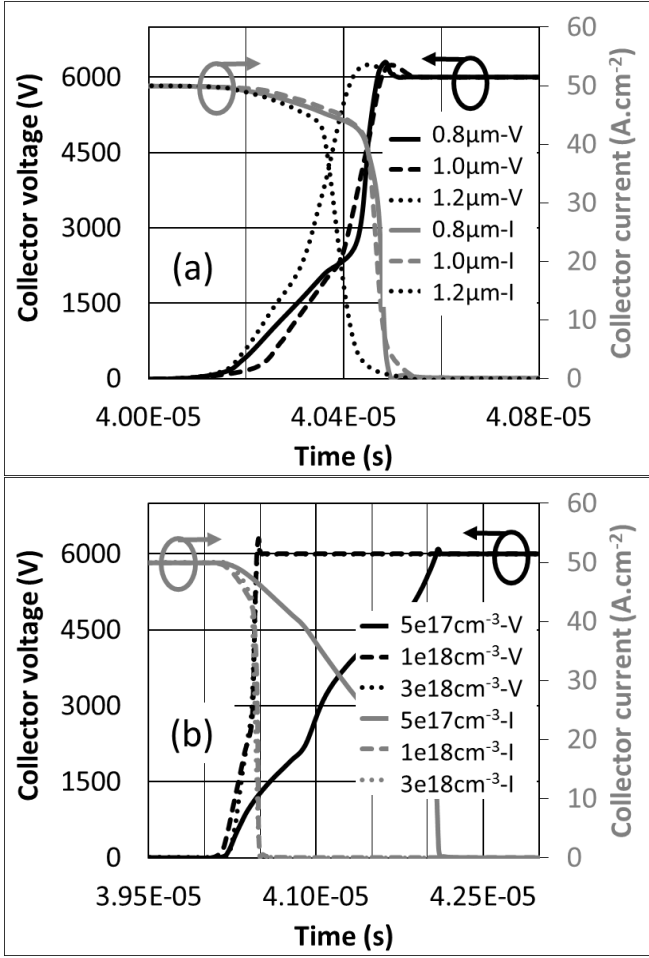 6000
4500
3000
1500
0
Collector voltage (V)
60
50
40
30
20
10
0
Collector current (A.cm-2)
0.8µm-V
1.0µm-V
1.2µm-V
0.8µm-I
1.0µm-I
1.2µm-I
(a)
4.00E-05 4.04E-05 4.08E-05
Time (s)
6000
4500
3000
1500
0
Collector voltage (V)
60
50
40
30
20
10
0
Collector current (A.cm-2)
5e17cm-3-V
1e18cm-3-V
3e18cm-3-V
5e17cm-3-I
1e18cm-3-I
3e18cm-3-I
(b)
3.95E-05 4.10E-05 4.25E-05
Time (s)